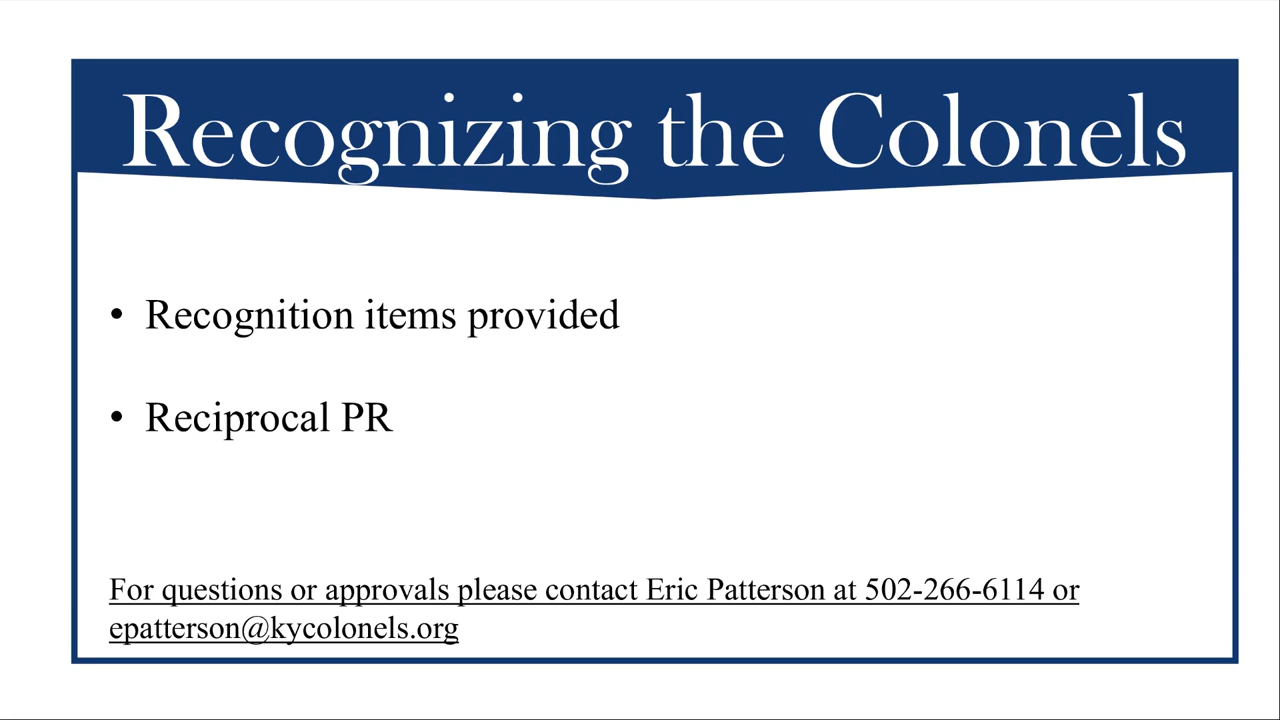 Recognizing the Colonels
• Recognition items provided
• Reciprocal PR
For questions or approvals please contact Eric Patterson at 502-266-6114 or
epatterson@kycolonels.org